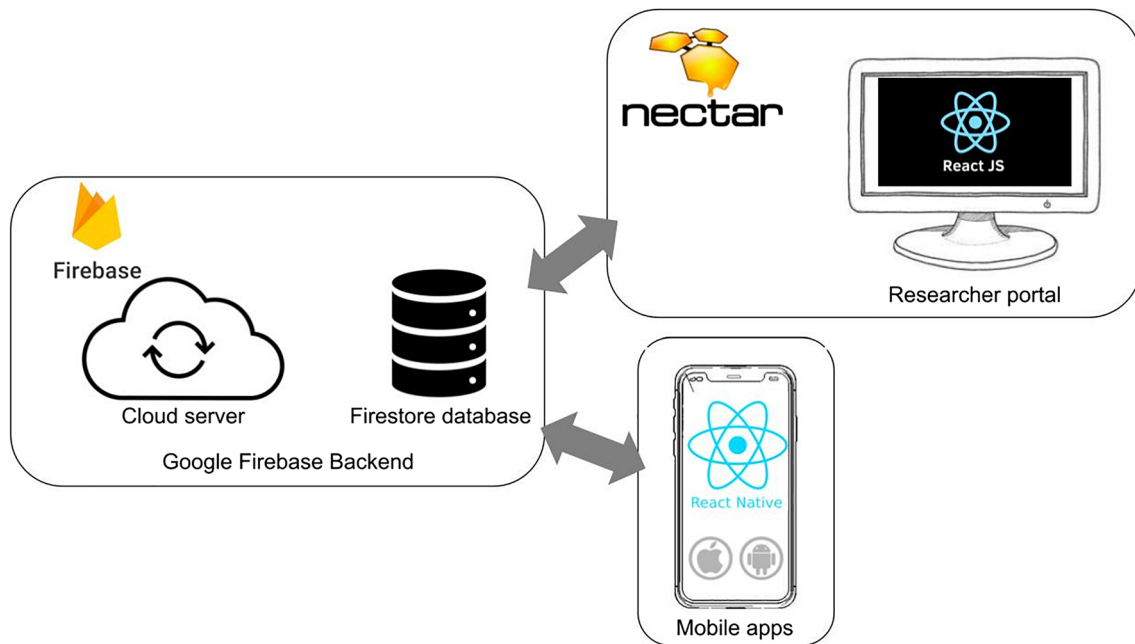 nectar
React JS
Researcher portal
Firebase
Cloud server
Firestore database
Google Firebase Backend
React Native
Mobile apps